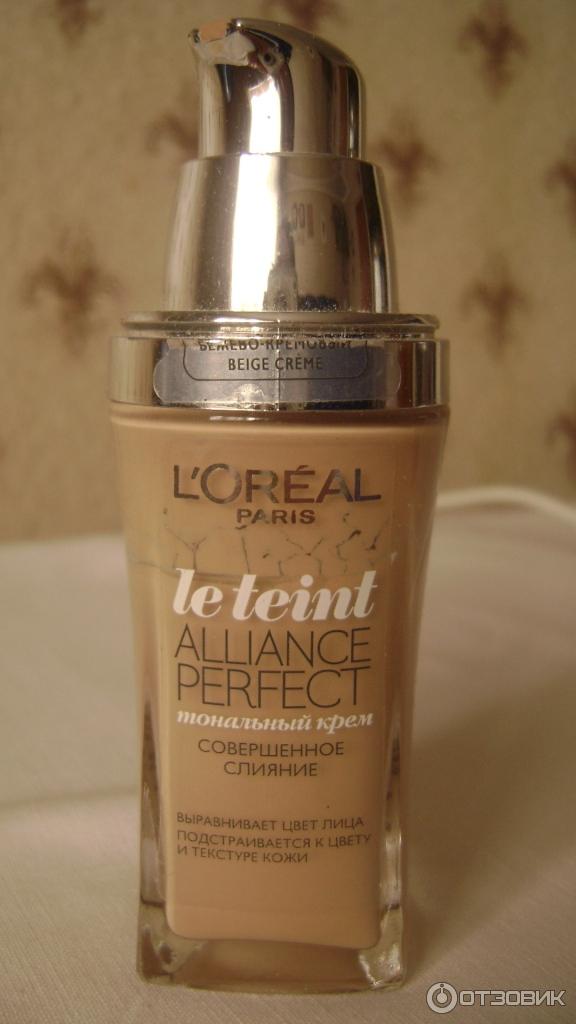 БЕЖЕВО-КРЕМОВЫЙ
BEIGE CRÈME
L'ORÉAL
PARIS
le teint
ALLIANCE
PERFECT
тональный крем
СОВЕРШЕННОЕ
СЛИЯНИЕ
ВЫРАВНИВАЕТ ЦВЕТ ЛИЦА
ПОДСТРАИВАЕТСЯ К ЦВЕТУ
И ТЕКСТУРЕ КОЖИ
ОТЗОВИК